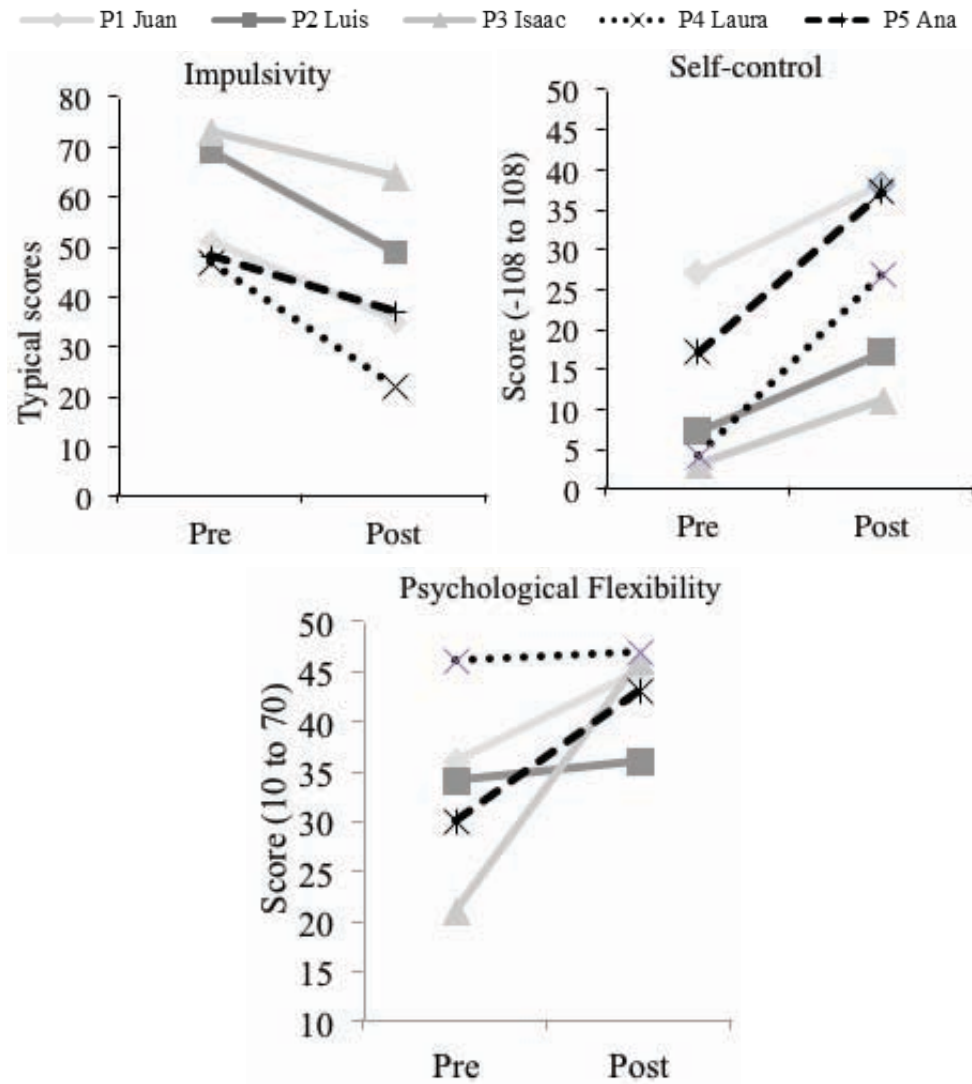 P1 Juan P2 Luis P3 Isaac P4 Laura P5 Ana
Impulsivity
Typical scores
80
70
60
50
40
30
20
10
0
Pre Post
Self-control
Score (-108 to 108)
50
45
40
35
30
25
20
15
10
5
0
Pre Post
Psychological Flexibility
Score (10 to 70)
50
45
40
35
30
25
20
15
10
Pre Post